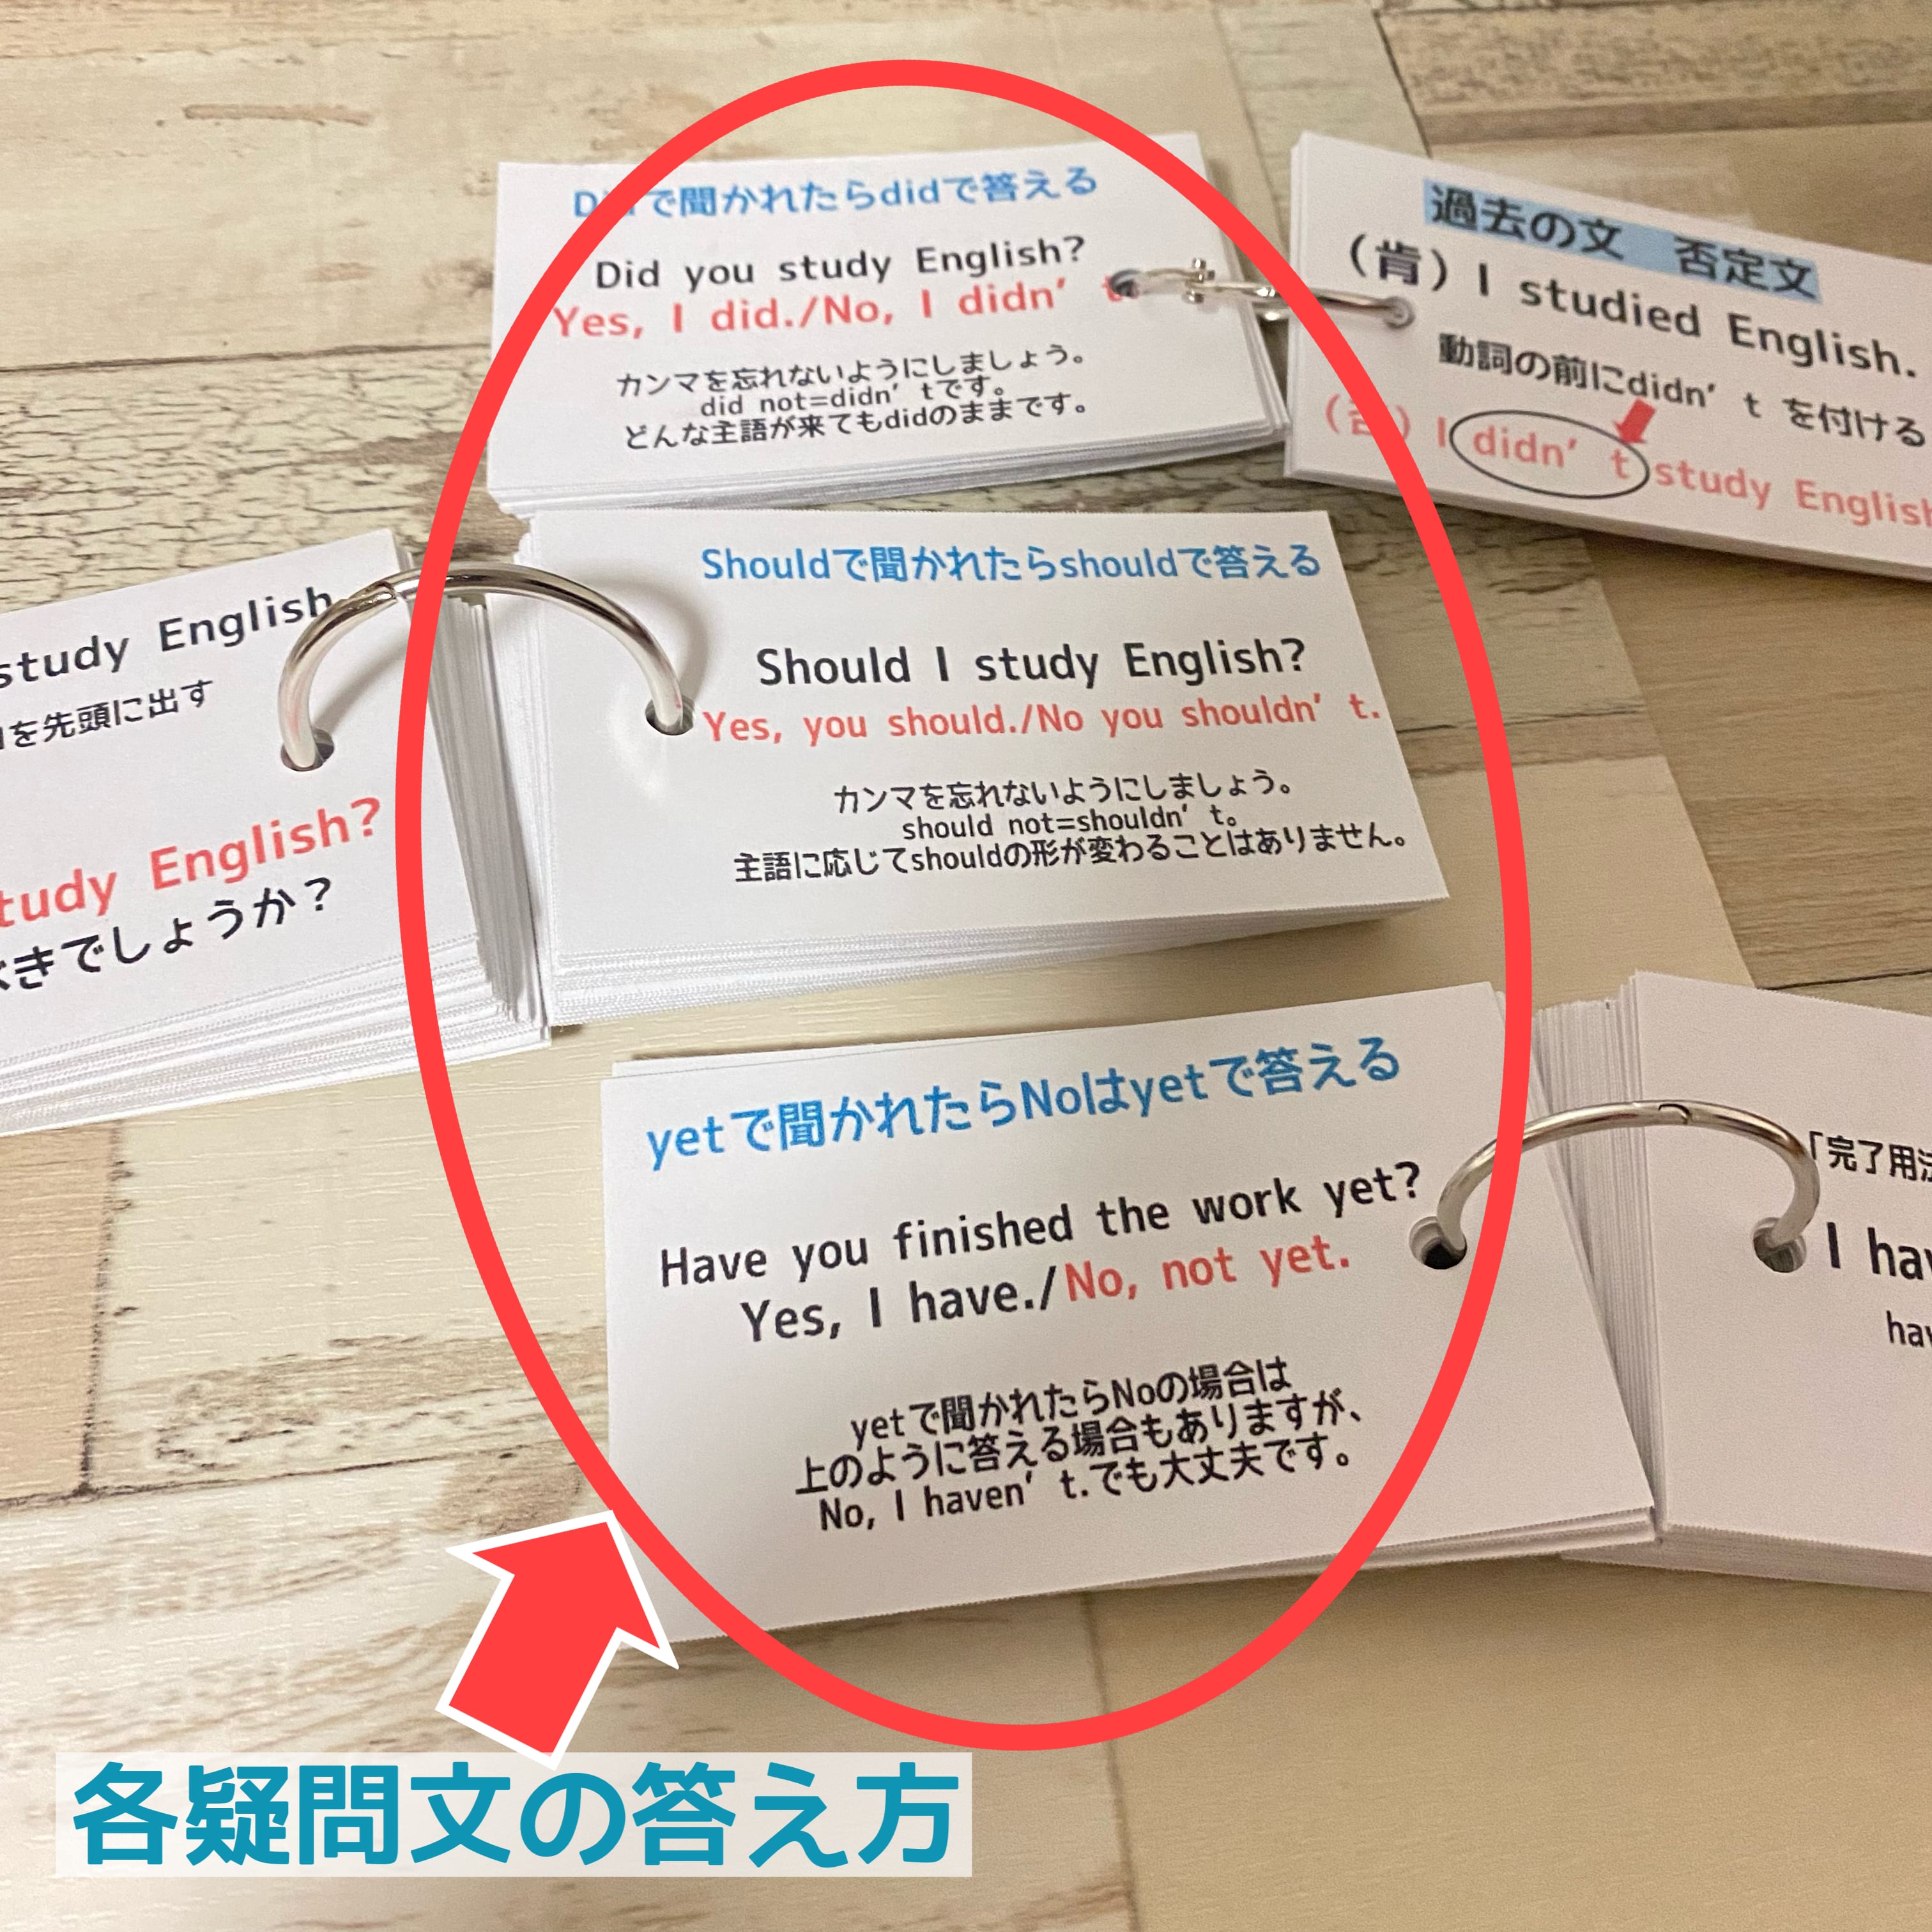 Didで聞かれたらdidで答える
Did you study English?
Yes, I did./No, I didn't
カンマを忘れないようにしましょう。
did not=didn'tです。
どんな主語が来てもdidのままです。
過去の文 否定文
(肯) I studied English.
動詞の前にdidn't を付ける
(否) I didn't study English
study English
を先頭に出す
study English?
べきでしょうか?
Shouldで聞かれたらshouldで答える
Should I study English?
Yes, you should./No you shouldn't.
カンマを忘れないようにしましょう。
should not=shouldn't。
主語に応じてshouldの形が変わることはありません。
yetで聞かれたらNoはyetで答える
Have you finished the work yet?
Yes, I have./No, not yet.
yetで聞かれたらNoの場合は
上のように答える場合もありますが、
No, I haven't.でも大丈夫です。
「完了用法
I hav
hav
各疑問文の答え方